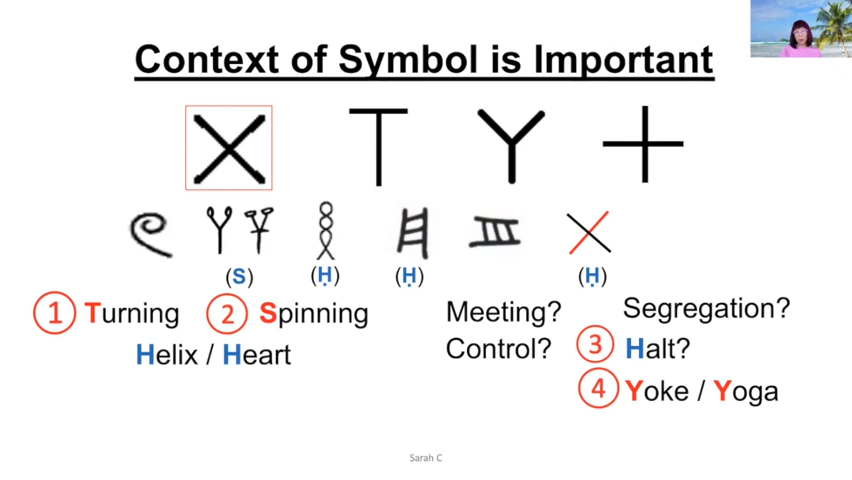 Context of Symbol is Important
X T Y +
(S) (Ḥ) (Ḥ) (Ḥ)
1 Turning 2 Spinning
Helix / Heart
Meeting?
Control?
Segregation?
3 Halt?
4 Yoke / Yoga
Sarah C